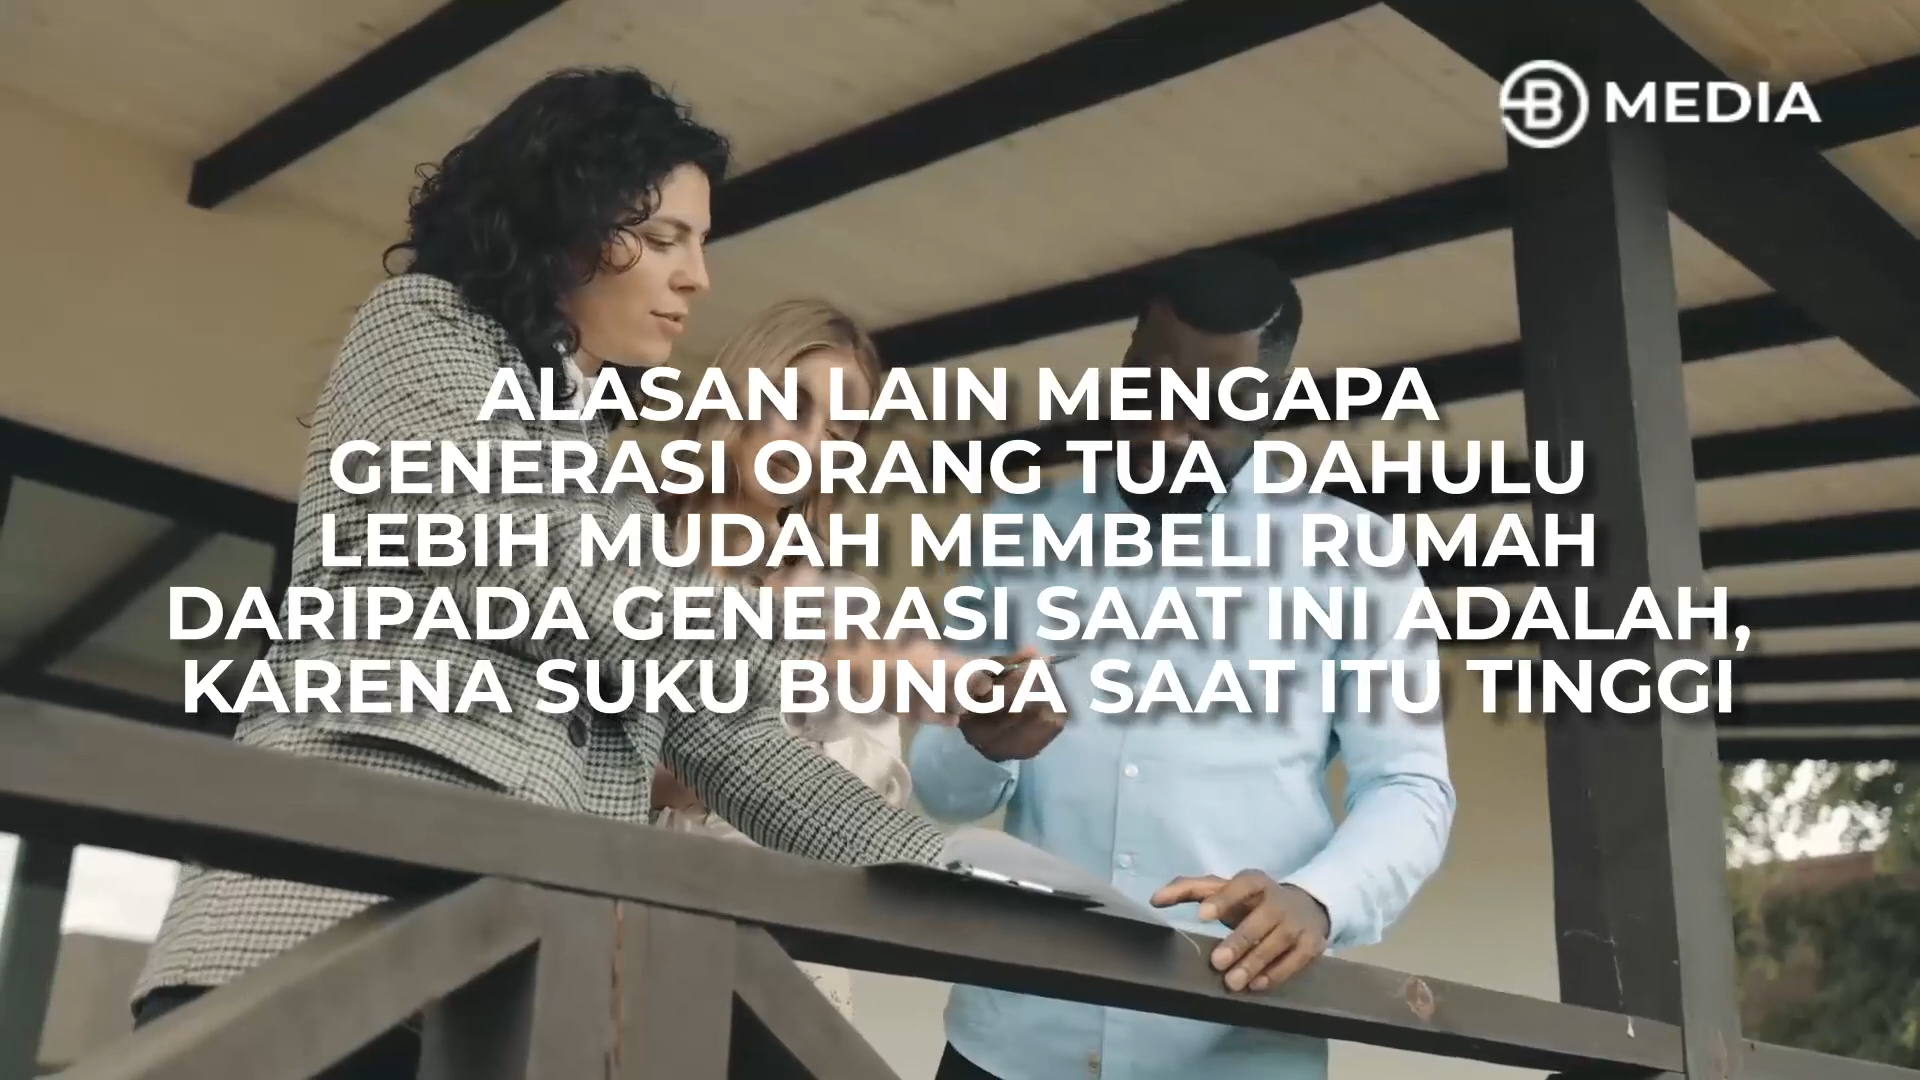 B MEDIA
ALASAN LAIN MENGAPA
GENERASI ORANG TUA DAHULU
LEBIH MUDAH MEMBELI RUMAH
DARIPADA GENERASI SAAT INI ADALAH,
KARENA SUKU BUNGA SAAT ITU TINGGI